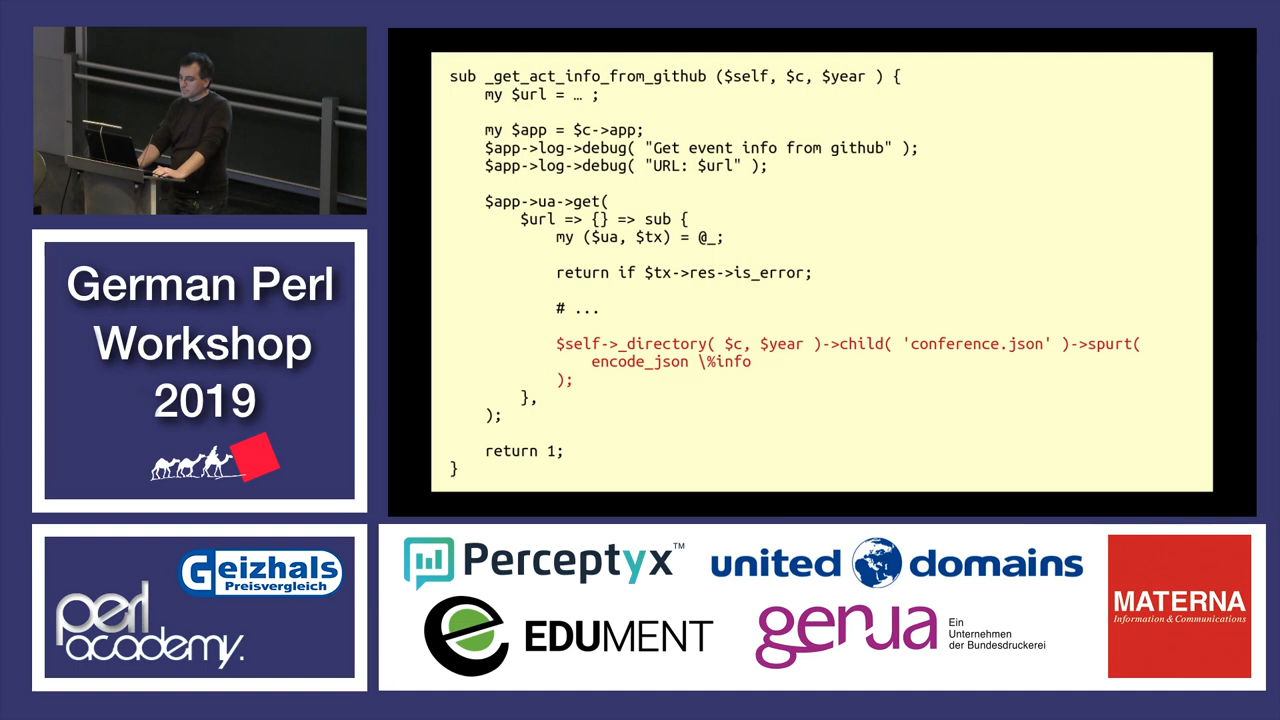 sub _get_act_info_from_github ($self, $c, $year ) {
my $url = … ;
my $app = $c->app;
$app->log->debug( "Get event info from github" );
$app->log->debug( "URL: $url" );
$app->ua->get(
$url => {} => sub {
my ($ua, $tx) = @_;
return if $tx->res->is_error;
# ...
$self->_directory( $c, $year )->child( 'conference.json' )->spurt(
encode_json \%info
);
},
);
return 1;
}
German Perl
Workshop
2019
Geizhals
Preisvergleich
perl
academy.
Perceptyx™
united domains
EDUMENT
genua
Ein
Unternehmen
der Bundesdruckerei
MATERNA
Information & Communications